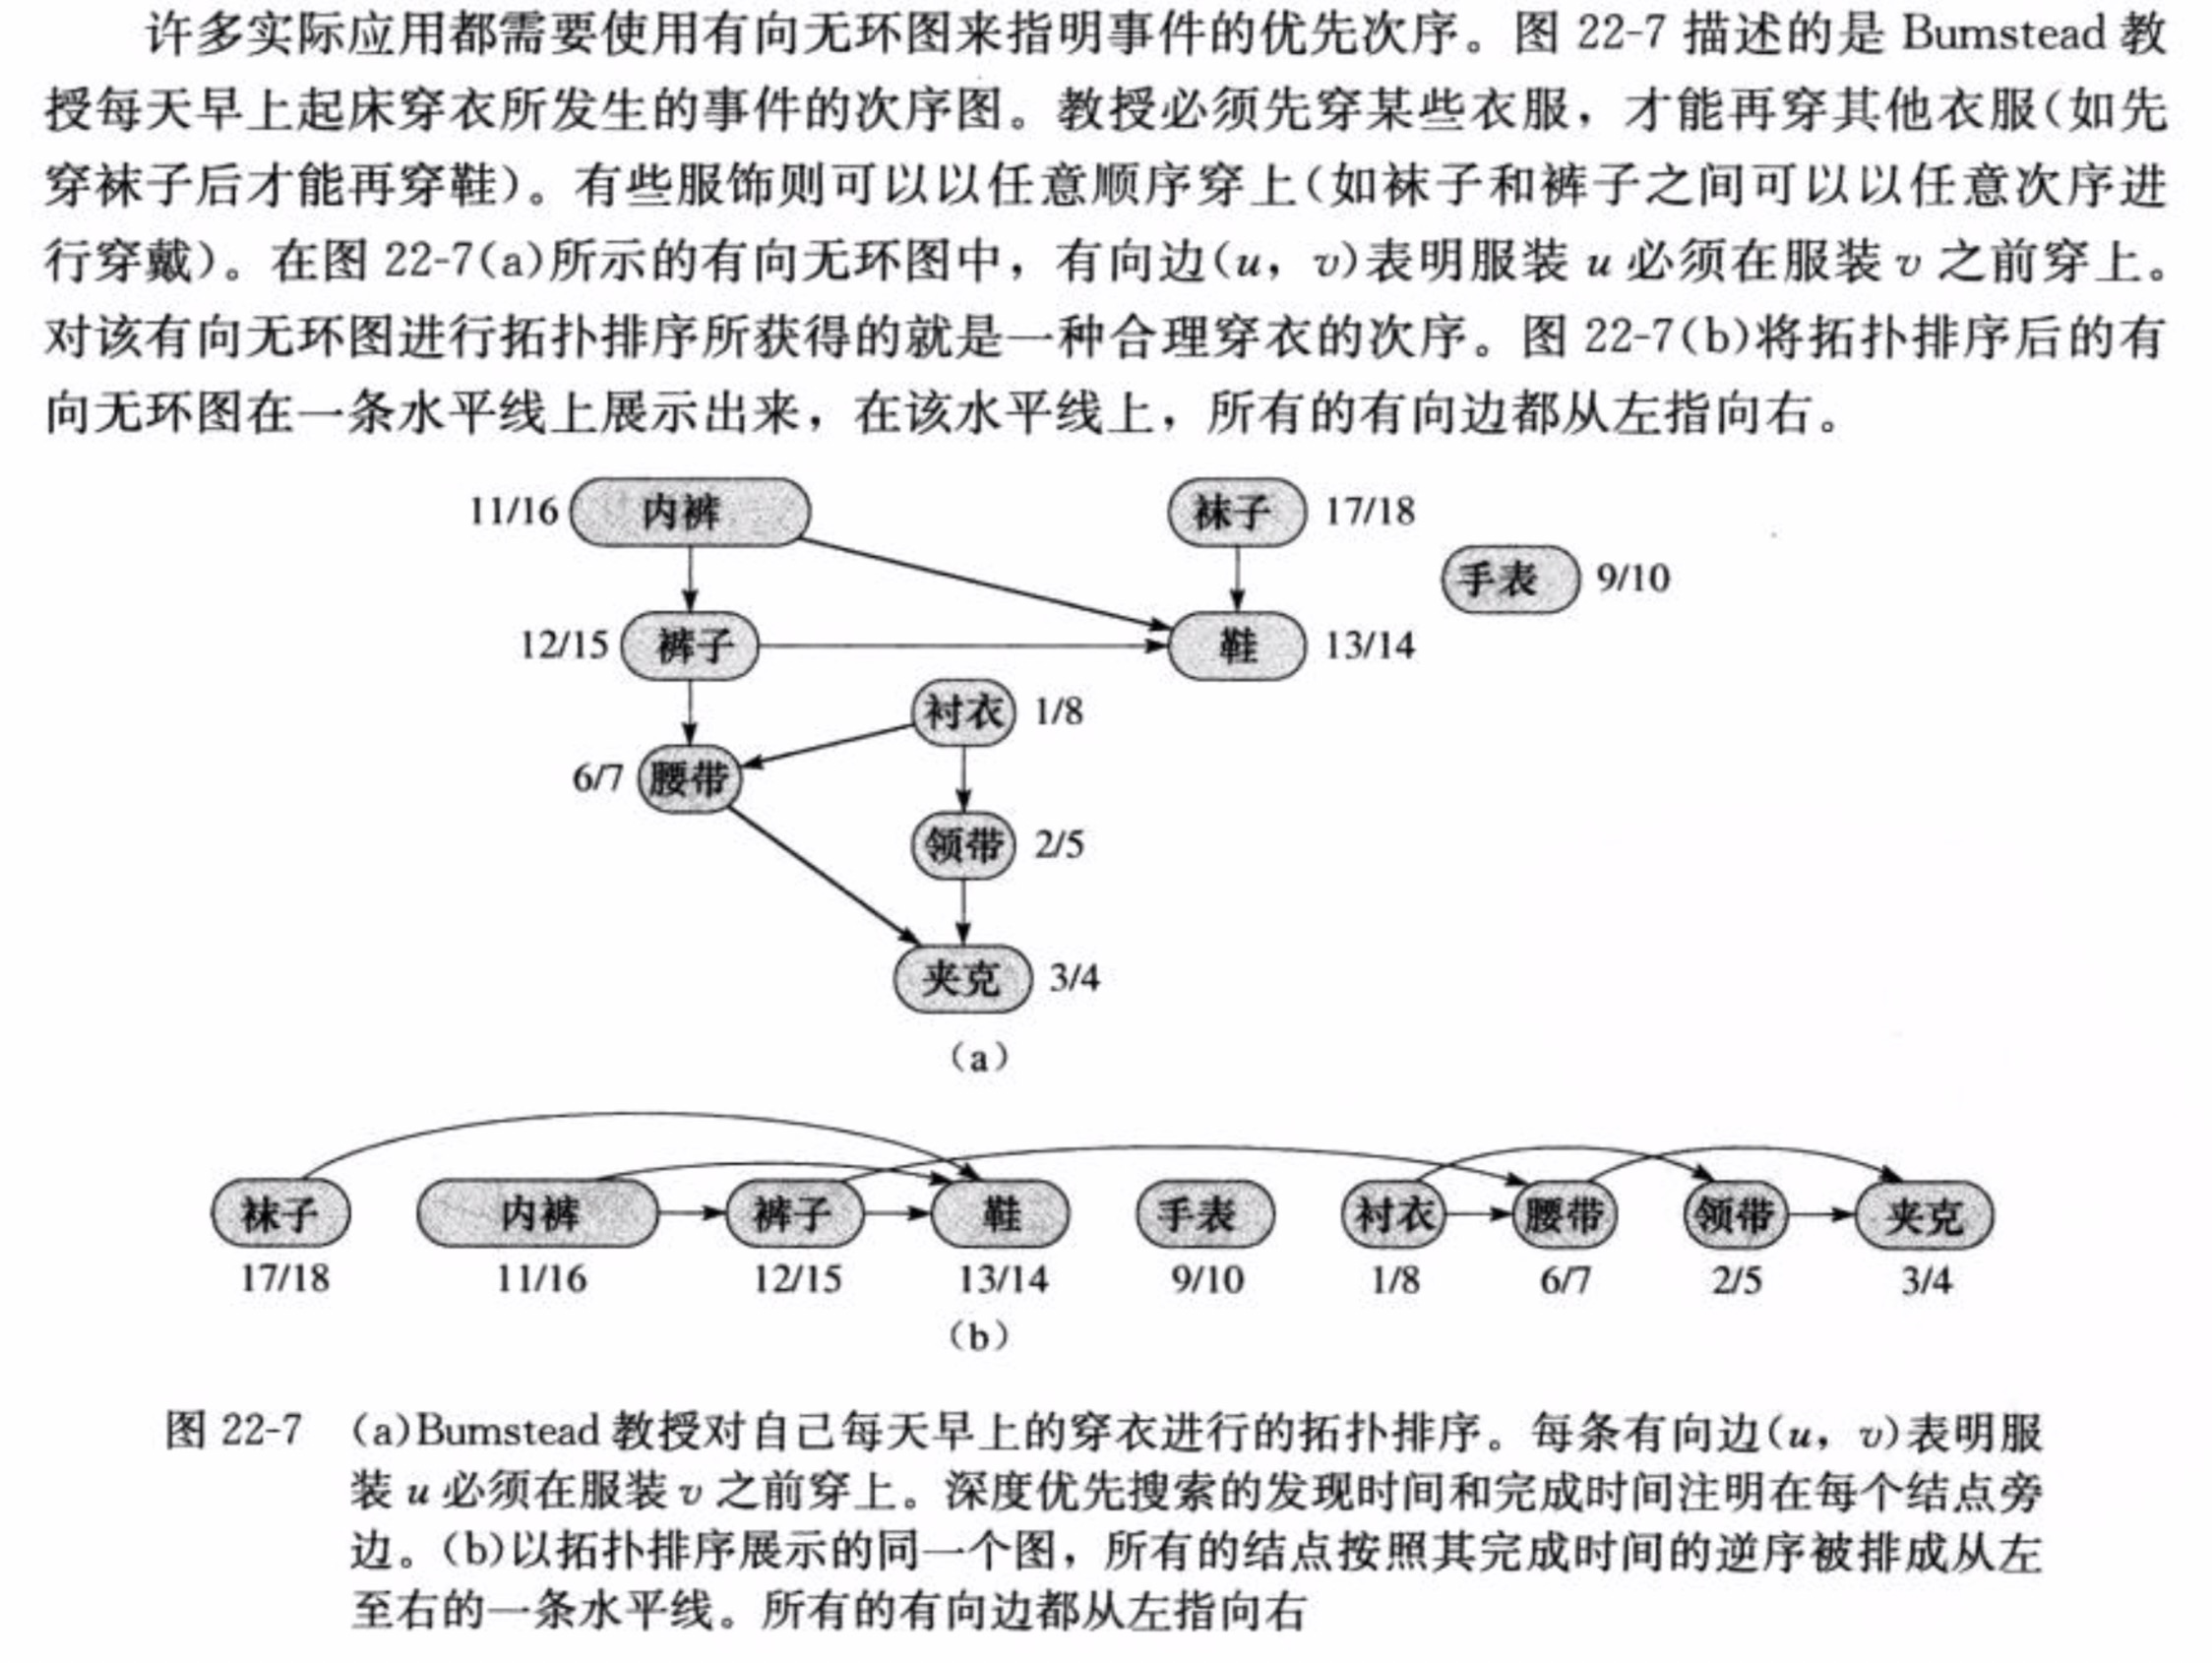 许多实际应用都需要使用有向无环图来指明事件的优先次序。图 22-7 描述的是 Bumstead 教
授每天早上起床穿衣所发生的事件的次序图。教授必须先穿某些衣服，才能再穿其他衣服(如先
穿袜子后才能再穿鞋)。有些服饰则可以以任意顺序穿上(如袜子和裤子之间可以以任意次序进
行穿戴)。在图 22-7(a)所示的有向无环图中，有向边(u，v)表明服装 u 必须在服装 v 之前穿上。
对该有向无环图进行拓扑排序所获得的就是一种合理穿衣的次序。图 22-7(b)将拓扑排序后的有
向无环图在一条水平线上展示出来，在该水平线上，所有的有向边都从左指向右。
11/16 内裤 袜子 17/18
手表 9/10
12/15 裤子 鞋 13/14
衬衣 1/8
6/7 腰带
领带 2/5
夹克 3/4
(a)
袜子 内裤 裤子 鞋 手表 衬衣 腰带 领带 夹克
17/18 11/16 12/15 13/14 9/10 1/8 6/7 2/5 3/4
(b)
图 22-7 (a)Bumstead 教授对自己每天早上的穿衣进行的拓扑排序。每条有向边(u，v)表明服
装 u 必须在服装 v 之前穿上。深度优先搜索的发现时间和完成时间注明在每个结点旁
边。(b)以拓扑排序展示的同一个图，所有的结点按照其完成时间的逆序被排成从左
至右的一条水平线。所有的有向边都从左指向右